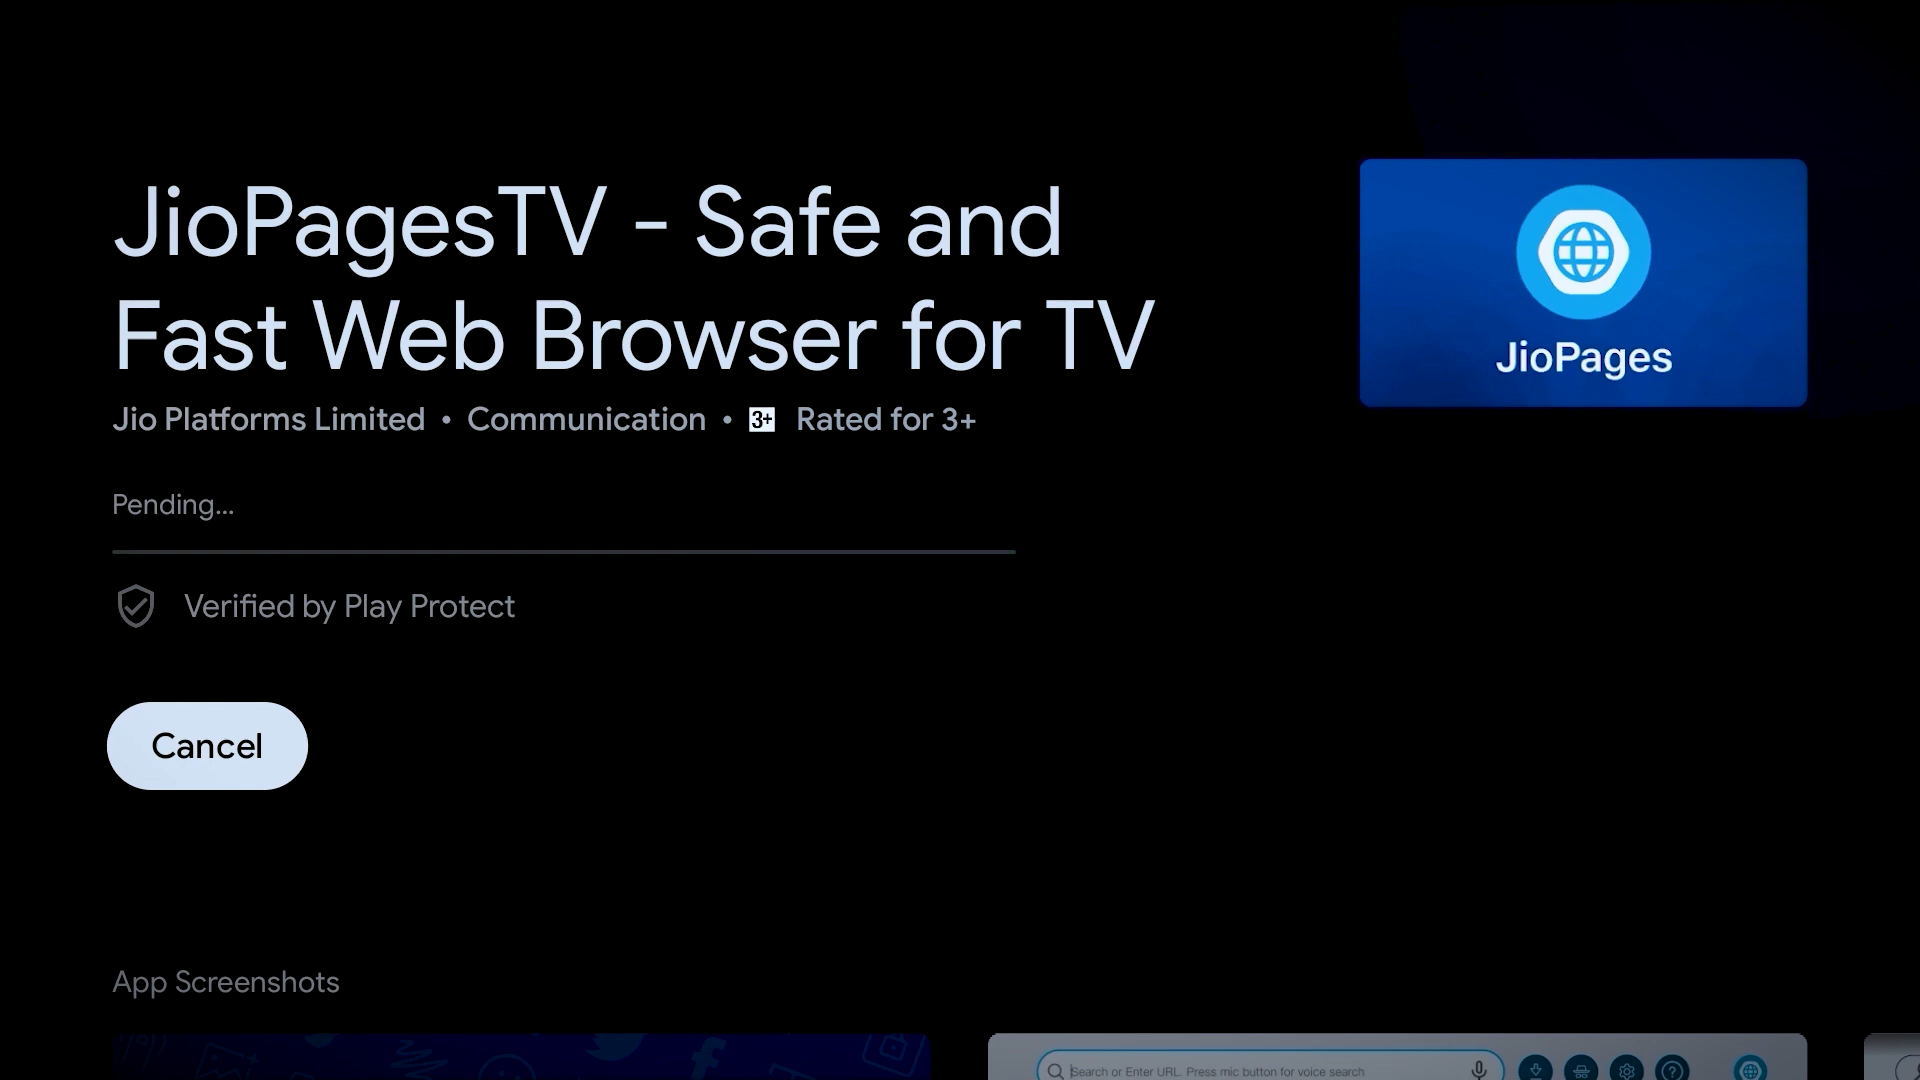 JioPagesTV - Safe and
Fast Web Browser for TV
Jio Platforms Limited • Communication • 3+ Rated for 3+
JioPages
Pending...
Verified by Play Protect
Cancel
App Screenshots
Search or Enter URL. Press mic button for voice search